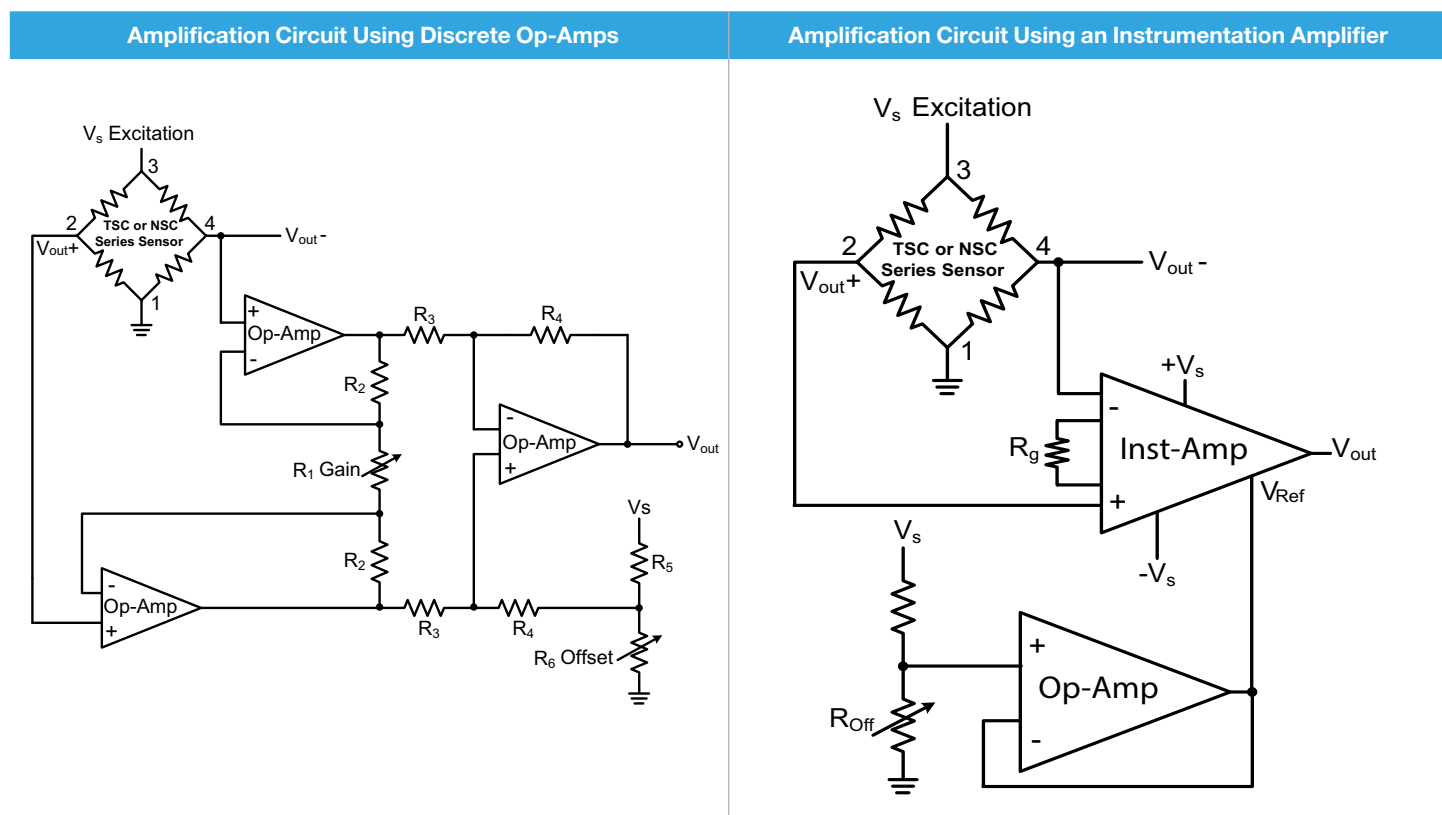 Amplification Circuit Using Discrete Op-Amps
Vs Excitation
3
2
TSC or NSC
Series Sensor
4
Vout+
Vout -
1
+
Op-Amp
-
R3
R4
R2
-
Op-Amp
+
Vout
R1 Gain
Vs
R2
R5
-
Op-Amp
+
R3
R4
R6 Offset
Amplification Circuit Using an Instrumentation Amplifier
Vs Excitation
3
2
TSC or NSC
Series Sensor
4
Vout+
Vout -
1
+Vs
-
Rg
Inst-Amp
Vout
+
VRef
Vs
-Vs
+
Op-Amp
ROff
-